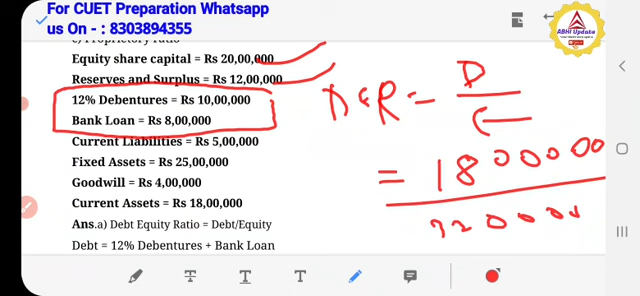 For CUET Preparation Whatsapp
us On - : 8303894355
ABHI Update
c) Proprietary ratio
Equity share capital = Rs 20,00,000
Reserves and Surplus = Rs 12,00,000
12% Debentures = Rs 10,00,000
Bank Loan = Rs 8,00,000
Current Liabilities = Rs 5,00,000
Fixed Assets = Rs 25,00,000
Goodwill = Rs 4,00,000
Current Assets = Rs 18,00,000
Ans.a) Debt Equity Ratio = Debt/Equity
Debt = 12% Debentures + Bank Loan
= D
= 1800000
T
T
T